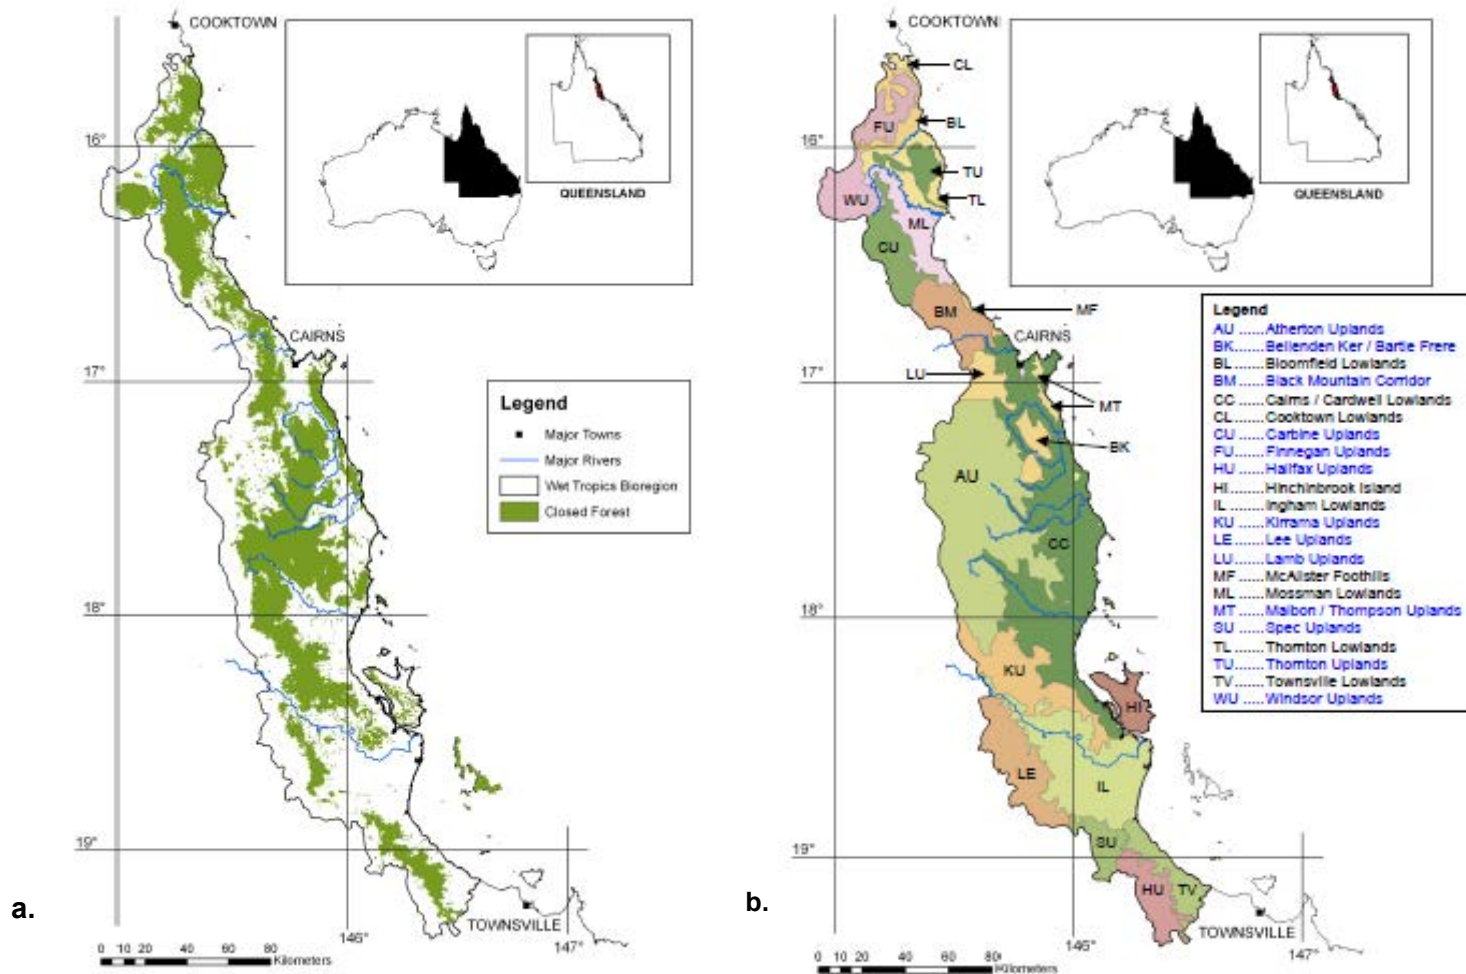 COOKTOWN
QUEENSLAND
16°
CAIRNS
17°
Legend
Major Towns
Major Rivers
Wet Tropics Bioregion
Closed Forest
18°
19°
TOWNSVILLE
146°
147°
0 10 20 40 60 80
Kilometers
a.
COOKTOWN
CL
BL
FU
16°
TU
TL
WU
ML
CU
QUEENSLAND
BM
MF
CAIRNS
LU
17°
MT
BK
AU
CC
18°
KU
HI
LE
IL
SU
19°
HU
TV
TOWNSVILLE
146°
147°
0 10 20 40 60 80
Kilometers
b.
Legend
AU ......Atherton Uplands
BK.......Bellenden Ker / Bartle Frere
BL .......Bloomfield Lowlands
BM ......Black Mountain Corridor
CC ......Cairns / Cardwell Lowlands
CL .......Cooktown Lowlands
CU ......Carbine Uplands
FU .......Finnegan Uplands
HU ......Halifax Uplands
HI ........Hinchinbrook Island
IL .........Ingham Lowlands
KU ......Kirrama Uplands
LE .......Lee Uplands
LU .......Lamb Uplands
MF ......McAlister Foothills
ML ......Mossman Lowlands
MT ......Malbon / Thompson Uplands
SU ......Spec Uplands
TL .......Thornton Lowlands
TU .......Thornton Uplands
TV.......Townsville Lowlands
WU .....Windsor Uplands